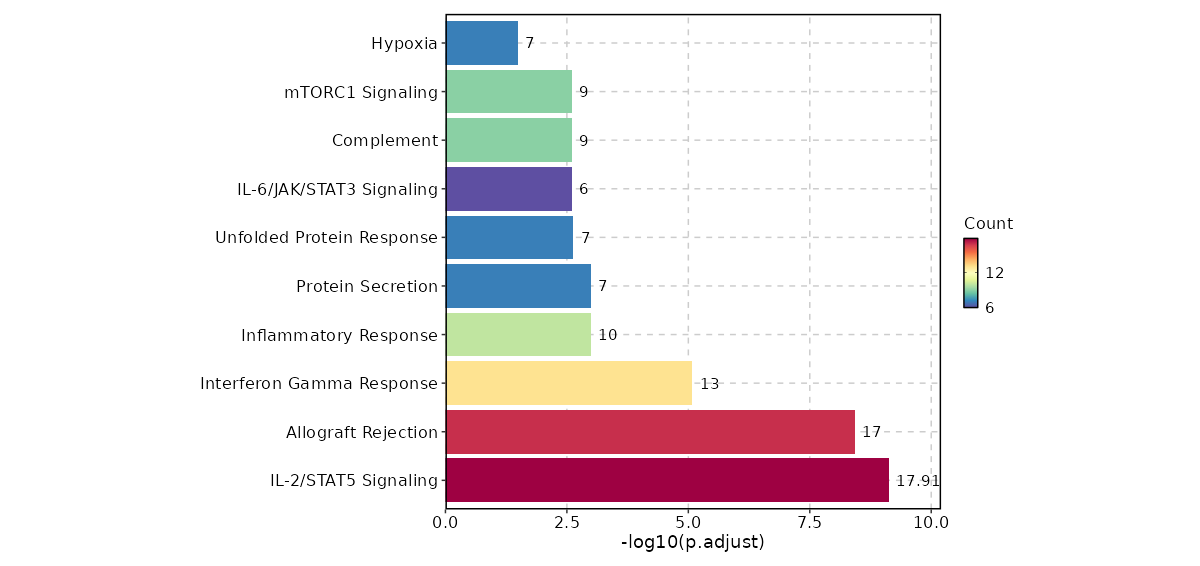 Hypoxia 7
mTORC1 Signaling 9
Complement 9
IL-6/JAK/STAT3 Signaling 6
Unfolded Protein Response 7
Protein Secretion 7
Inflammatory Response 10
Interferon Gamma Response 13
Allograft Rejection 17
IL-2/STAT5 Signaling 17.91
0.0 2.5 5.0 7.5 10.0
-log10(p.adjust)
Count
12
6